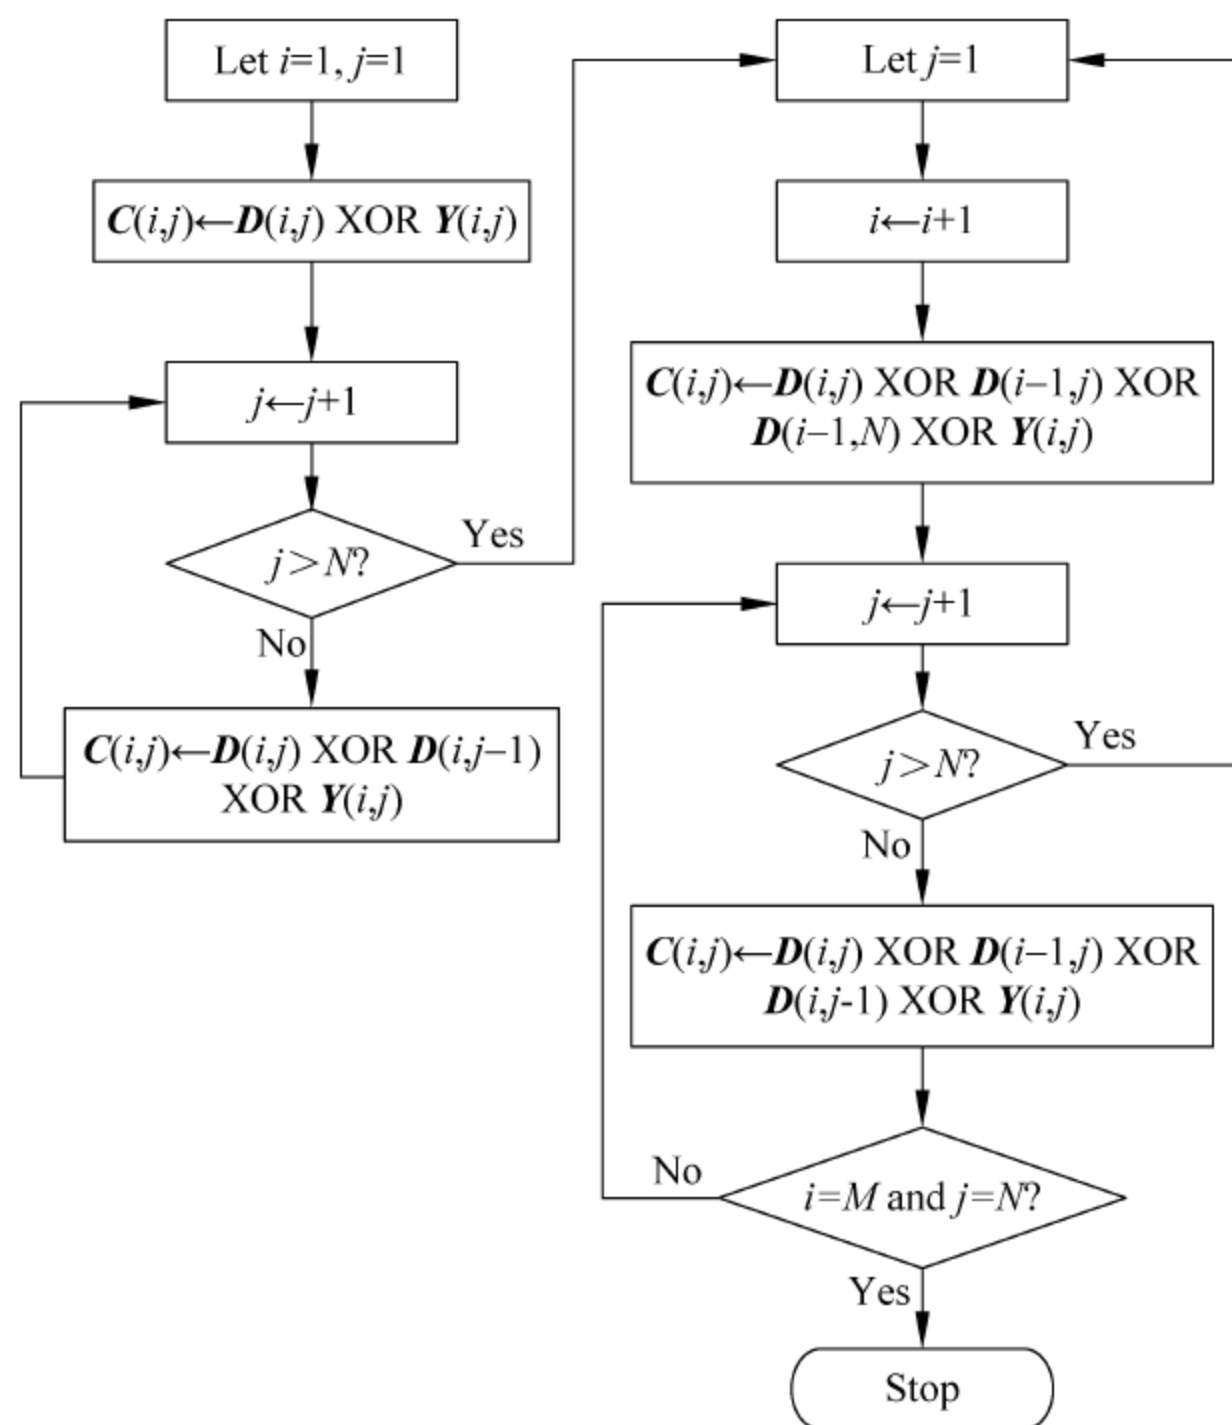 Let i=1, j=1
C(i,j)←D(i,j) XOR Y(i,j)
j←j+1
j>N?
Yes
No
C(i,j)←D(i,j) XOR D(i,j−1)
XOR Y(i,j)
Let j=1
i←i+1
C(i,j)←D(i,j) XOR D(i−1,j) XOR
D(i−1,N) XOR Y(i,j)
j←j+1
j>N?
Yes
No
C(i,j)←D(i,j) XOR D(i−1,j) XOR
D(i,j-1) XOR Y(i,j)
No
i=M and j=N?
Yes
Stop